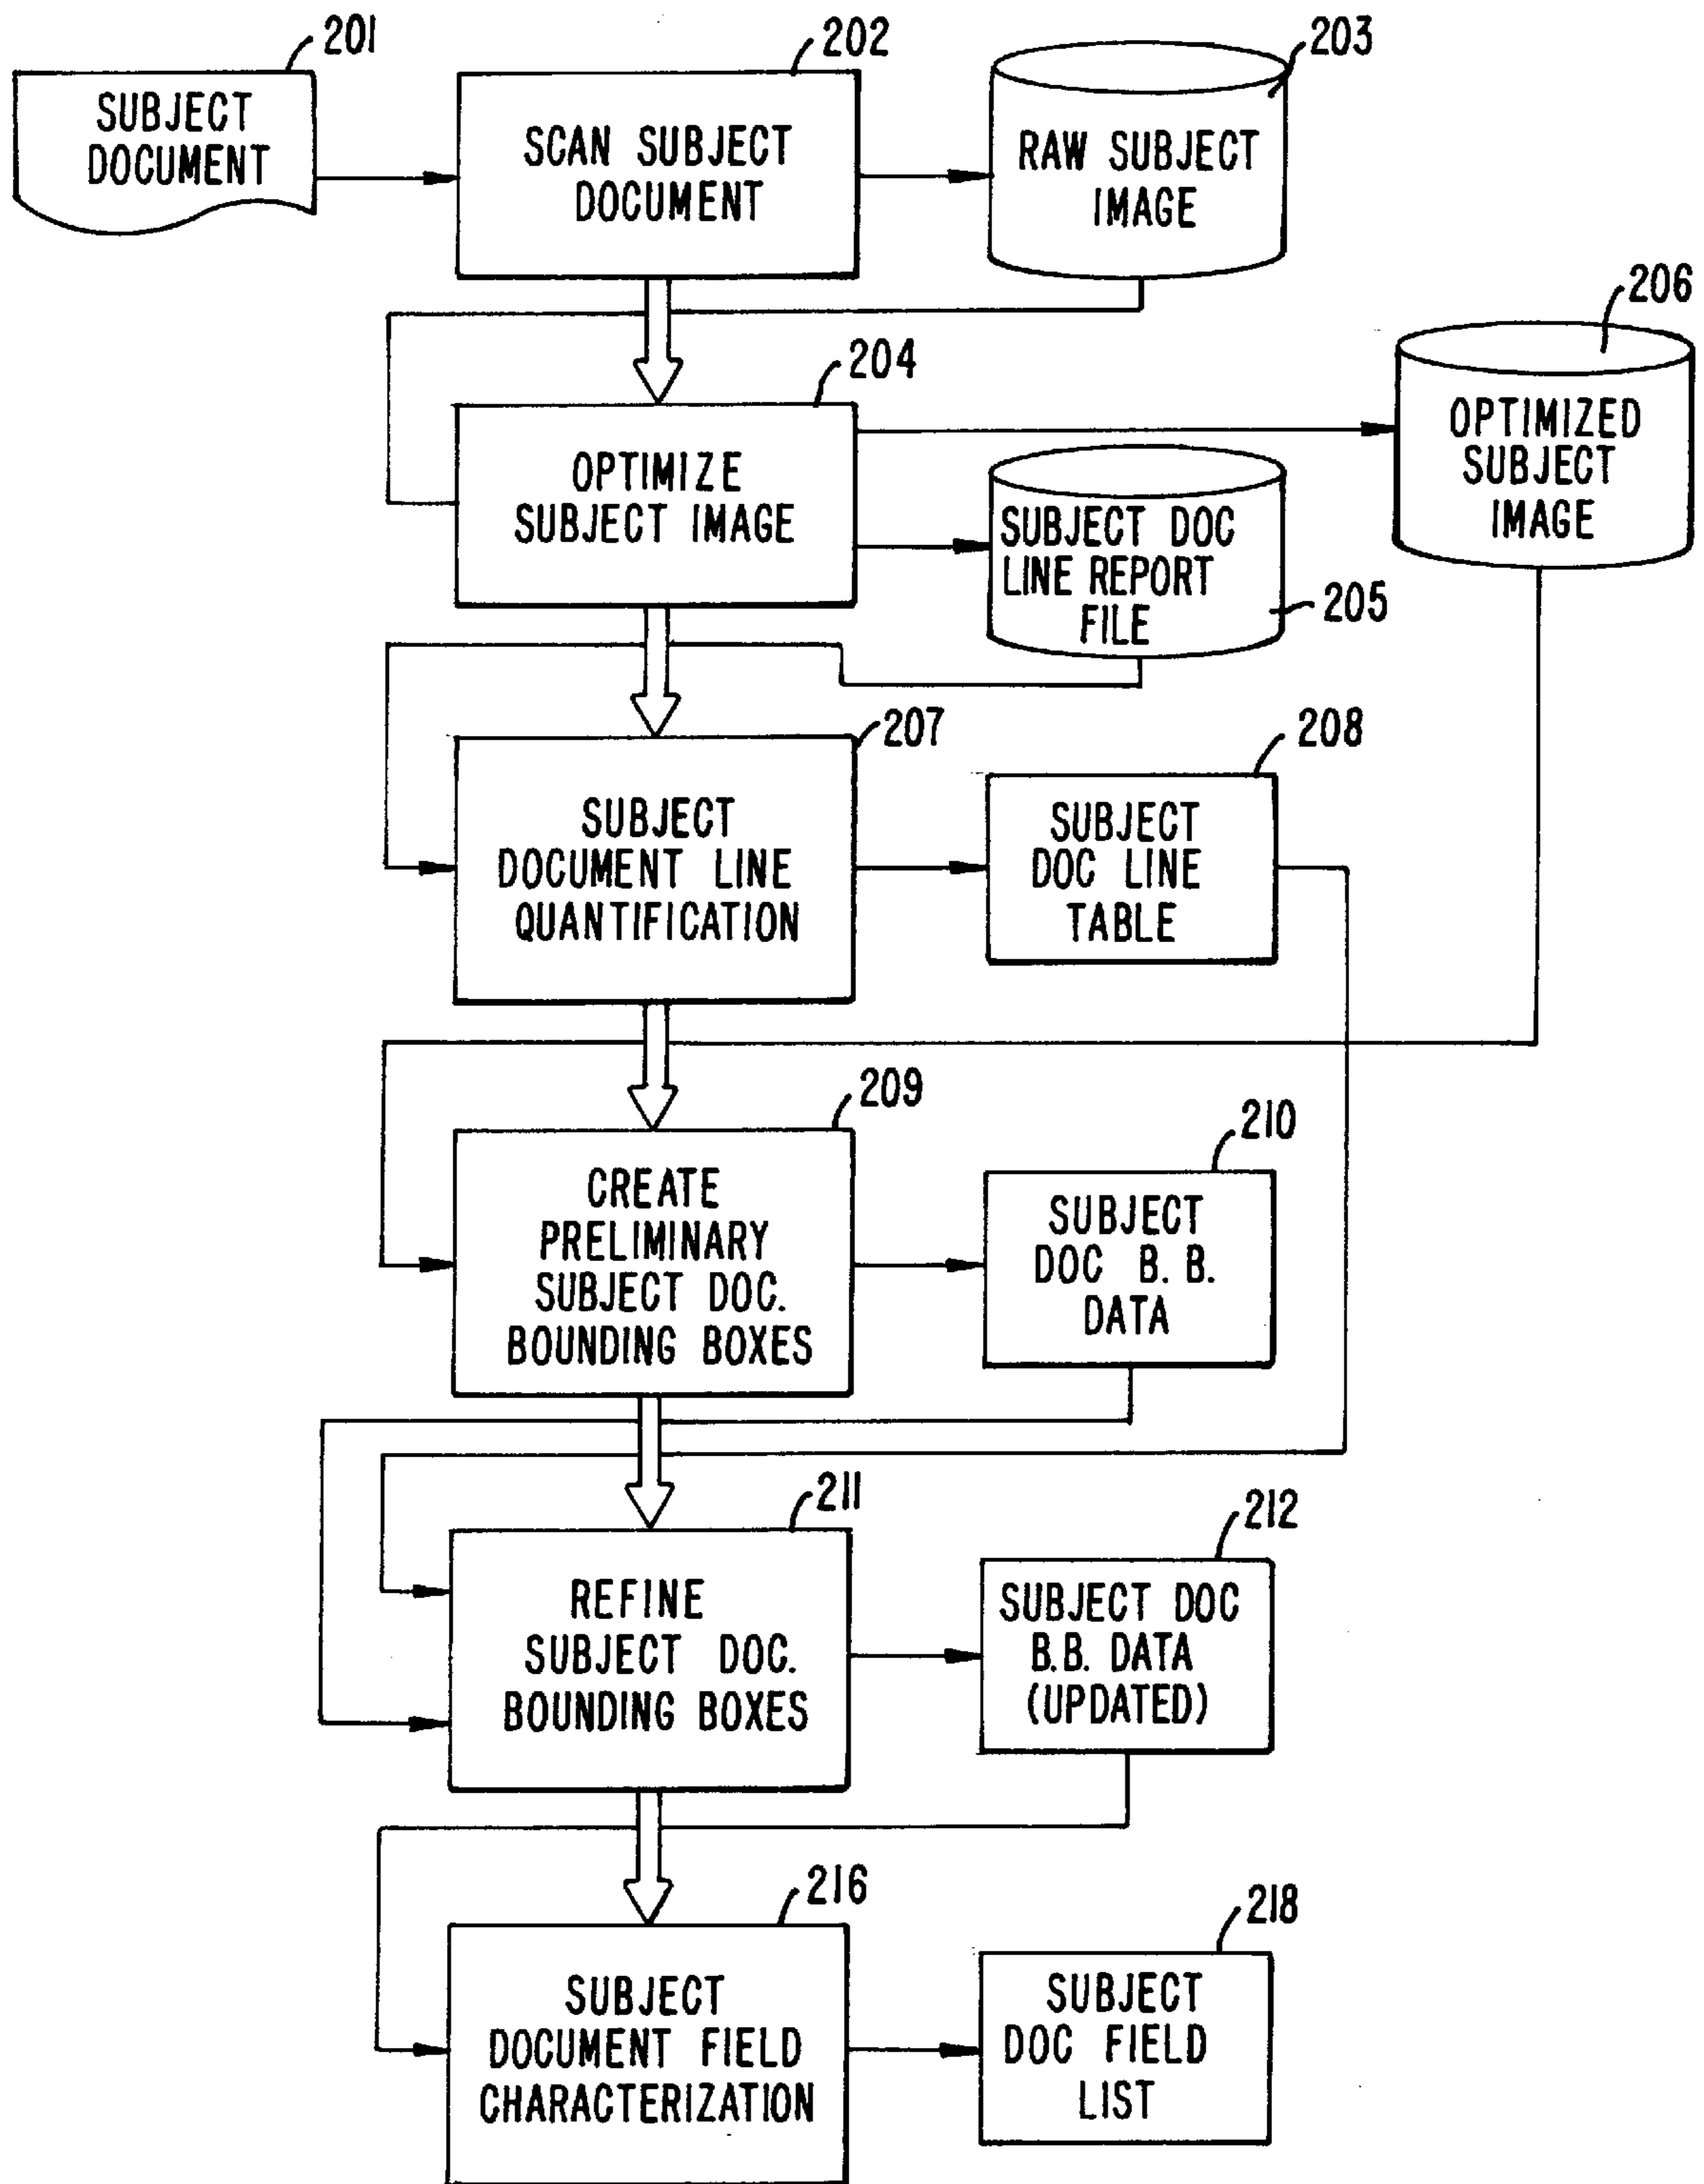 201
SUBJECT
DOCUMENT
202
SCAN SUBJECT
DOCUMENT
203
RAW SUBJECT
IMAGE
204
OPTIMIZE
SUBJECT IMAGE
206
OPTIMIZED
SUBJECT
IMAGE
SUBJECT DOC
LINE REPORT
FILE
205
207
SUBJECT
DOCUMENT LINE
QUANTIFICATION
208
SUBJECT
DOC LINE
TABLE
209
CREATE
PRELIMINARY
SUBJECT DOC.
BOUNDING BOXES
210
SUBJECT
DOC B. B.
DATA
211
REFINE
SUBJECT DOC.
BOUNDING BOXES
212
SUBJECT DOC
B.B. DATA
(UPDATED)
216
SUBJECT
DOCUMENT FIELD
CHARACTERIZATION
218
SUBJECT
DOC FIELD
LIST